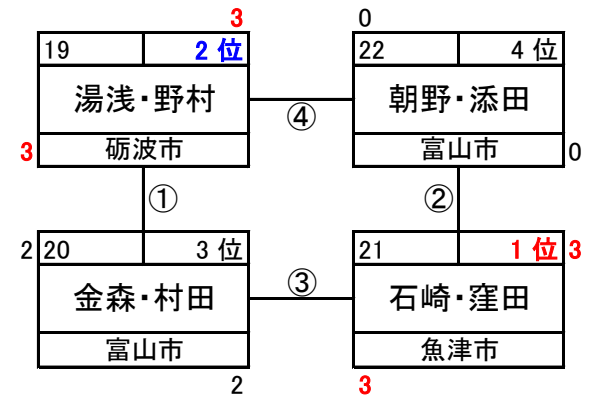 3 0
19 2 位 22 4 位
湯浅・野村 朝野・添田
④
3 砺波市 富山市 0
① ②
2 20 3 位 21 1 位 3
金森・村田 ③ 石崎・窪田
富山市 魚津市
2 3